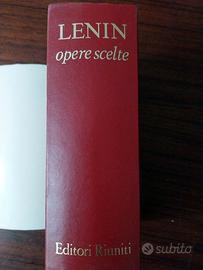 LENIN
opere scelte
Editori Riuniti
subito